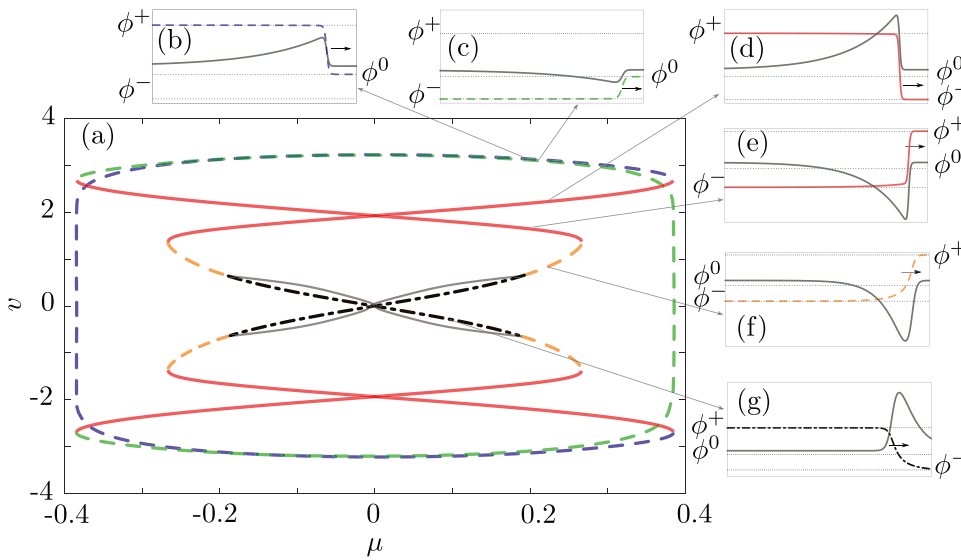 ϕ⁺
(b)
ϕ⁰
ϕ⁻
(c)
ϕ⁺
ϕ⁰
ϕ⁻
ϕ⁺
(d)
ϕ⁰
ϕ⁻
(a)
4
2
0
-2
-4
v
-0.4
-0.2
0
0.2
0.4
μ
(e)
ϕ⁺
ϕ⁰
ϕ⁻
ϕ⁺
ϕ⁰
ϕ⁻
(f)
(g)
ϕ⁺
ϕ⁰
ϕ⁻